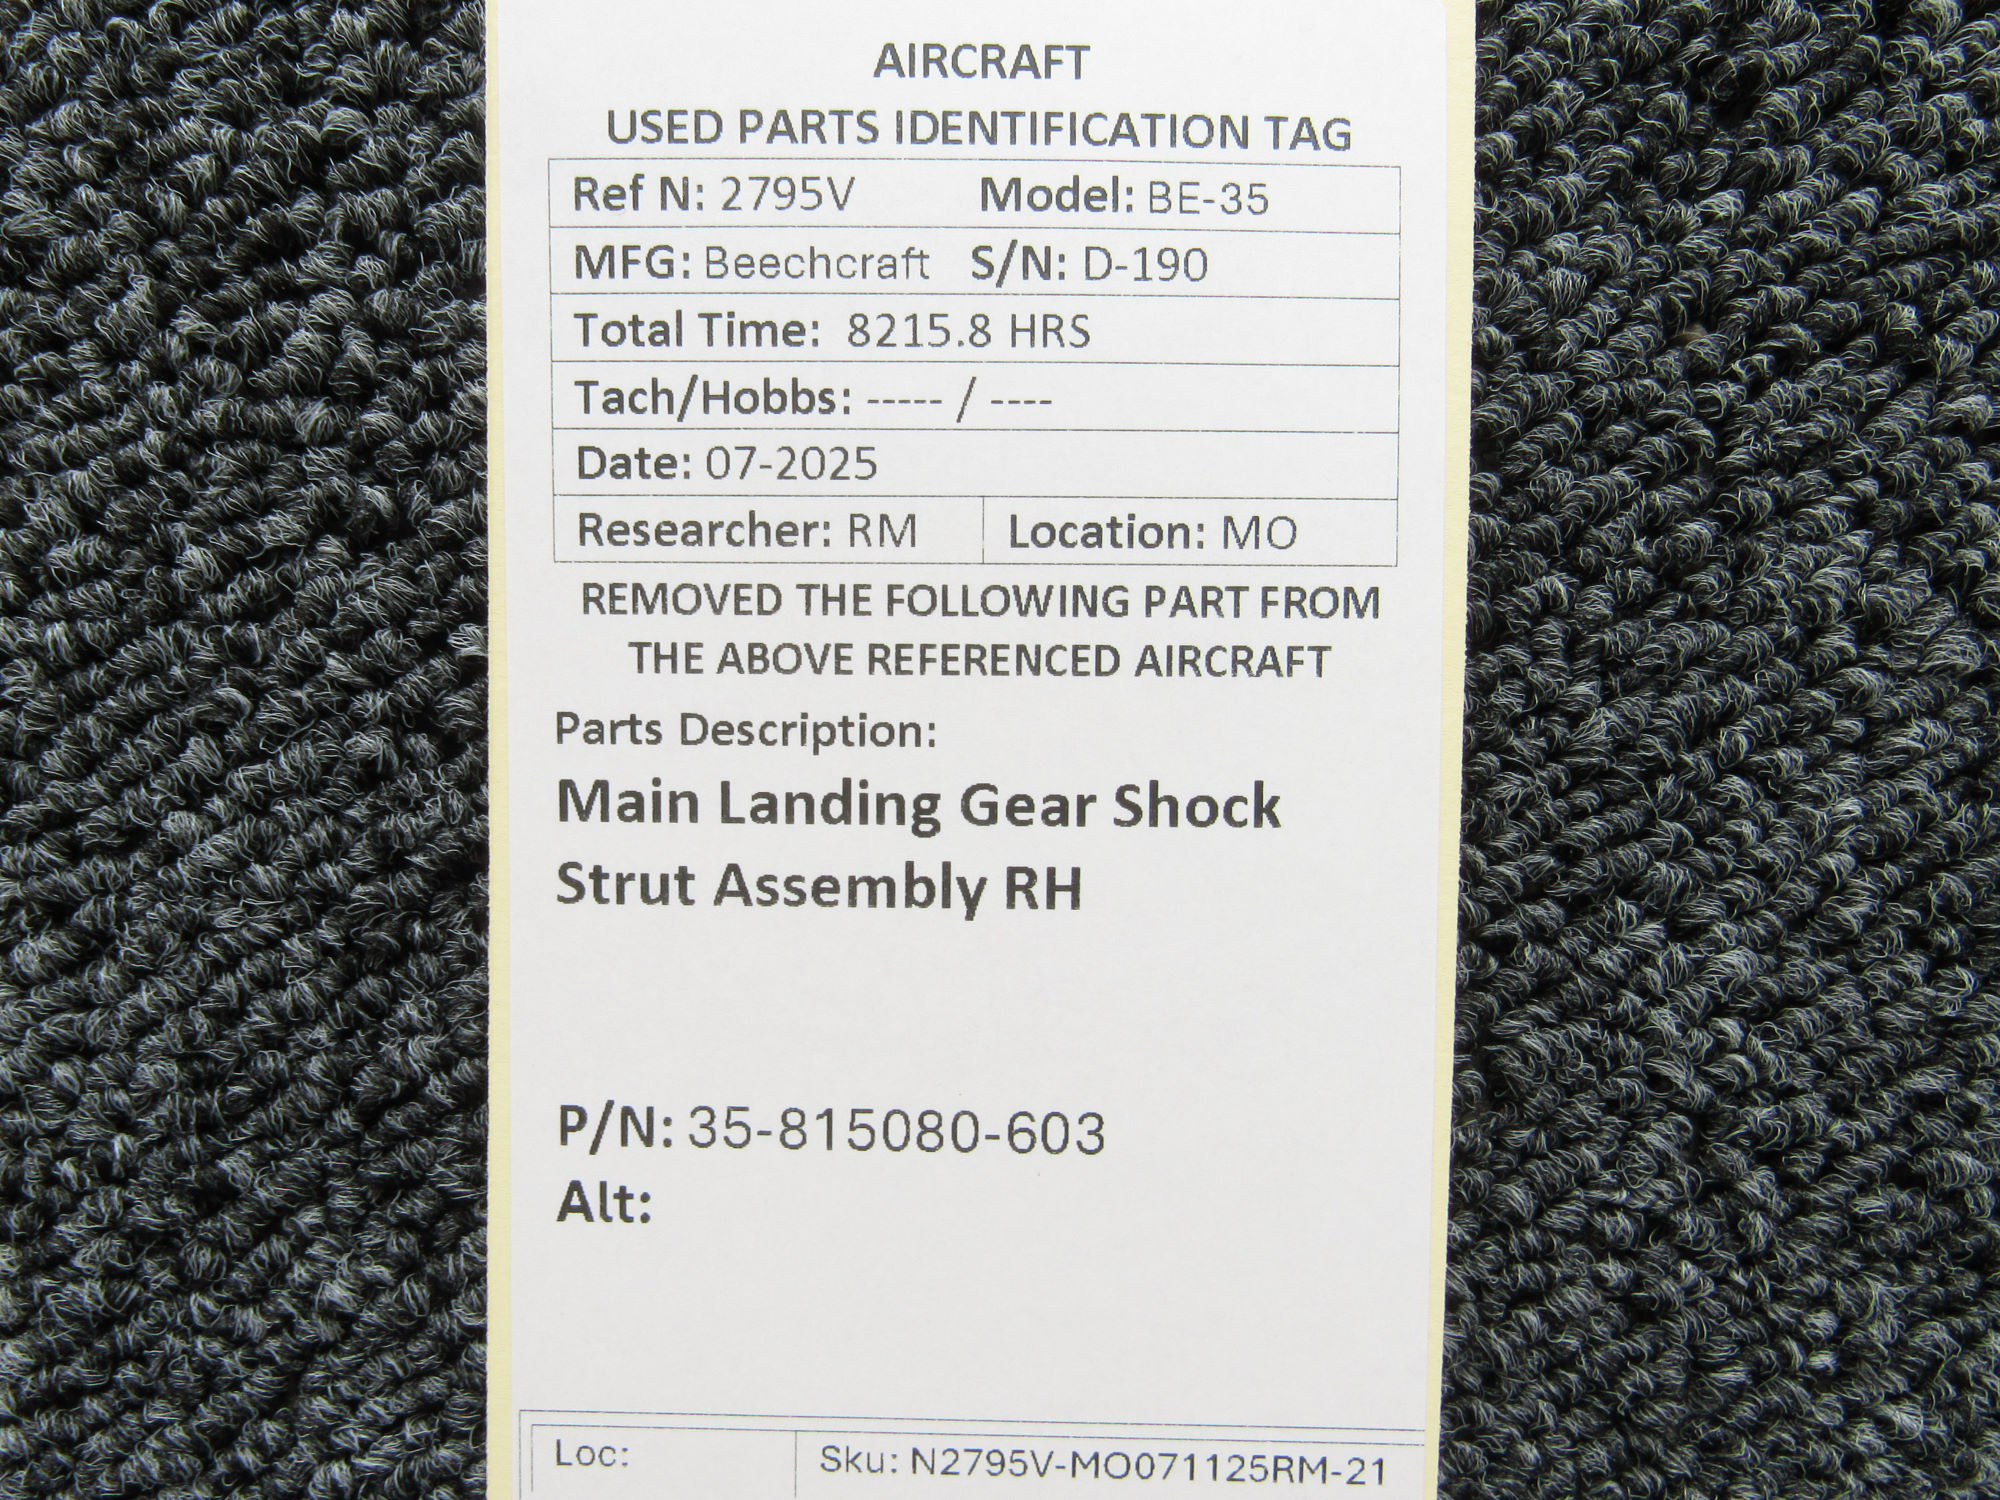 AIRCRAFT
USED PARTS IDENTIFICATION TAG
Ref N: 2795V Model: BE-35
MFG: Beechcraft S/N: D-190
Total Time: 8215.8 HRS
Tach/Hobbs: ----- / ----
Date: 07-2025
Researcher: RM Location: MO
REMOVED THE FOLLOWING PART FROM
THE ABOVE REFERENCED AIRCRAFT
Parts Description:
Main Landing Gear Shock
Strut Assembly RH
P/N: 35-815080-603
Alt:
Loc: Sku: N2795V-MO071125RM-21